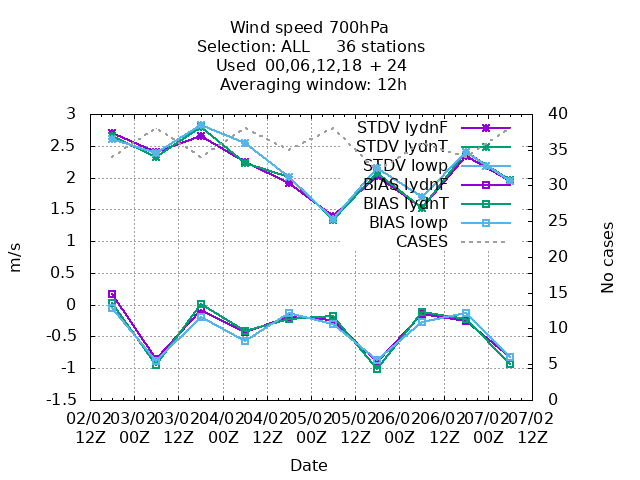 Wind speed 700hPa
Selection: ALL 36 stations
Used 00,06,12,18 + 24
Averaging window: 12h
3
2.5
2
1.5
1
0.5
0
-0.5
-1
-1.5
m/s
40
35
30
25
20
15
10
5
0
No cases
STDV lydnF
STDV lydnT
STDV lowp
BIAS lydnF
BIAS lydnT
BIAS lowp
CASES
02/02 03/02 03/02 04/02 04/02 05/02 05/02 06/02 06/02 07/02 07/02
12Z 00Z 12Z 00Z 12Z 00Z 12Z 00Z 12Z 00Z 12Z
Date